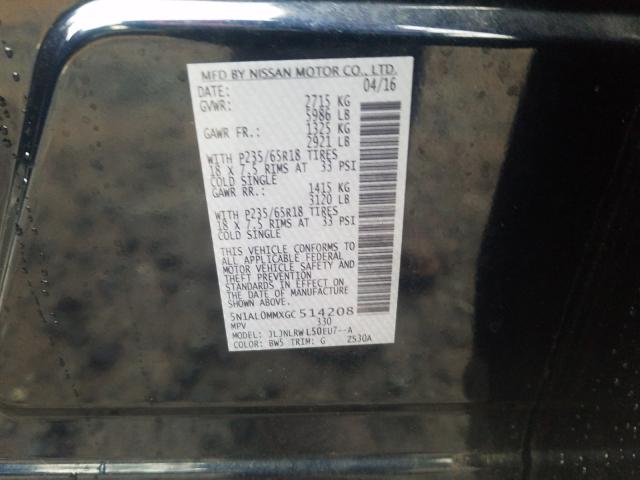 MFD BY NISSAN MOTOR CO., LTD.
DATE: 04/16
GVWR: 2715 KG
5986 LB
GAWR FR.: 1325 KG
2921 LB
WITH P235/65R18 TIRES
18 X 7.5 RIMS AT 33 PSI
COLD SINGLE
GAWR RR.: 1415 KG
3120 LB
WITH P235/65R18 TIRES
18 X 7.5 RIMS AT 33 PSI
COLD SINGLE
THIS VEHICLE CONFORMS TO
ALL APPLICABLE FEDERAL
MOTOR VEHICLE SAFETY AND
THEFT PREVENTION
STANDARDS IN EFFECT ON
THE DATE OF MANUFACTURE
SHOWN ABOVE.
5N1AL0MMXGC514208
MPV 330
MODEL: JLJNLRWL50EU7--A
COLOR: BW5 TRIM: G Z530A